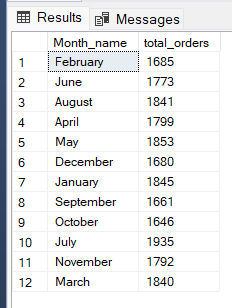 Results Messages
Month_name total_orders
1 February 1685
2 June 1773
3 August 1841
4 April 1799
5 May 1853
6 December 1680
7 January 1845
8 September 1661
9 October 1646
10 July 1935
11 November 1792
12 March 1840